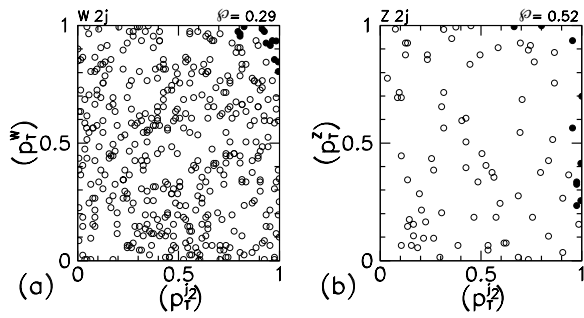 W 2j ℘= 0.29
1
(p_T^W)
0.5
0
0 0.5 1
(a) (p_T^{j2})
Z 2j ℘= 0.52
1
(p_T^Z)
0.5
0
0 0.5 1
(b) (p_T^{j2})